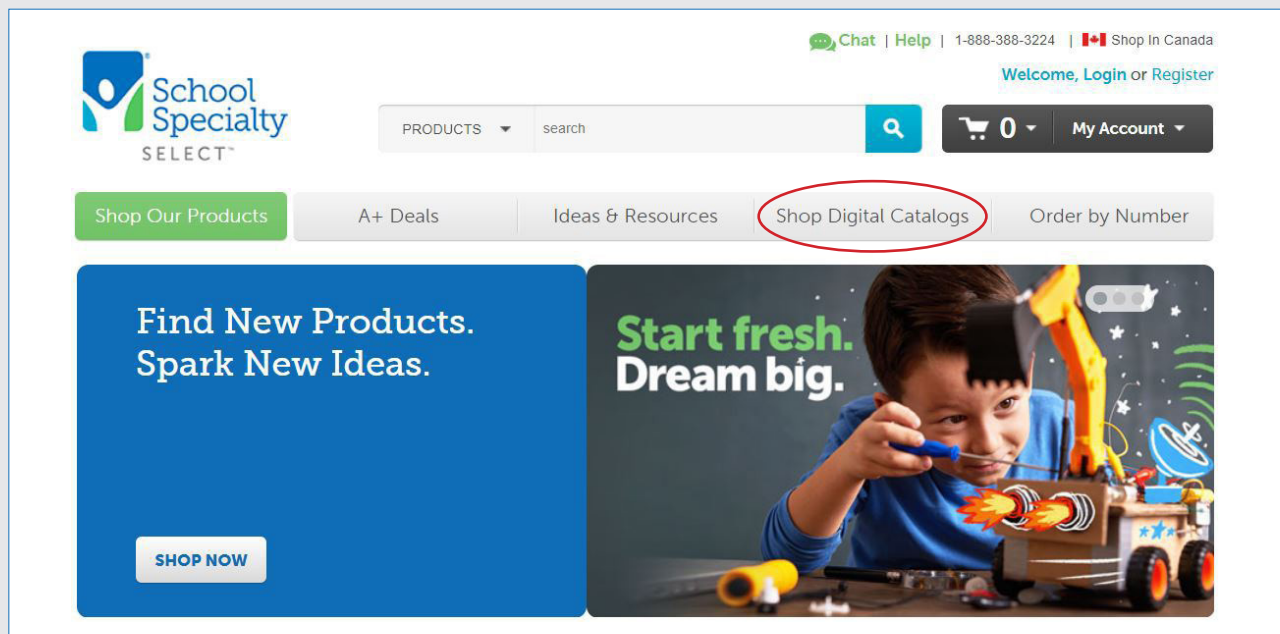 Chat | Help | 1-888-388-3224 | Shop In Canada
Welcome, Login or Register
School
Specialty
SELECT™
PRODUCTS search 0 My Account
Shop Our Products A+ Deals Ideas & Resources Shop Digital Catalogs Order by Number
Find New Products.
Spark New Ideas.
SHOP NOW
Start fresh.
Dream big.